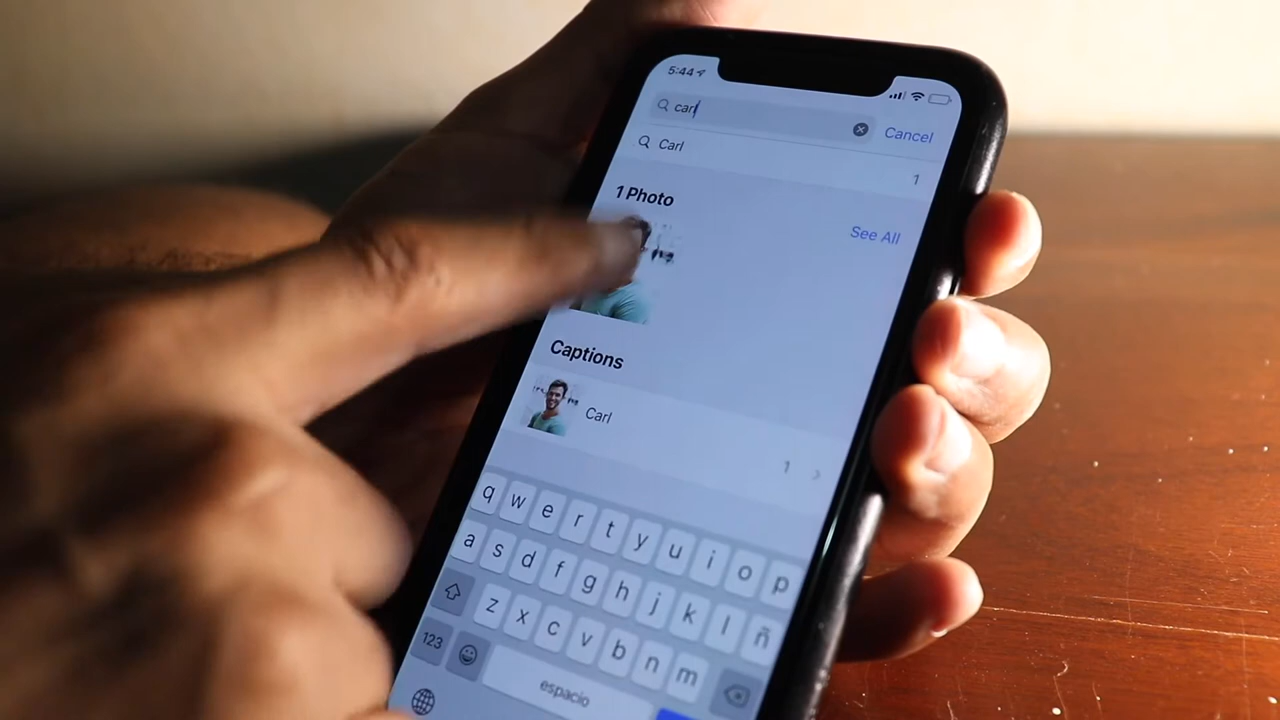 5:44
carl
Cancel
Carl
1
1 Photo
See All
Captions
Carl
1
q w e r t y u i o p
a s d f g h j k l ñ
z x c v b n m
123
espacio